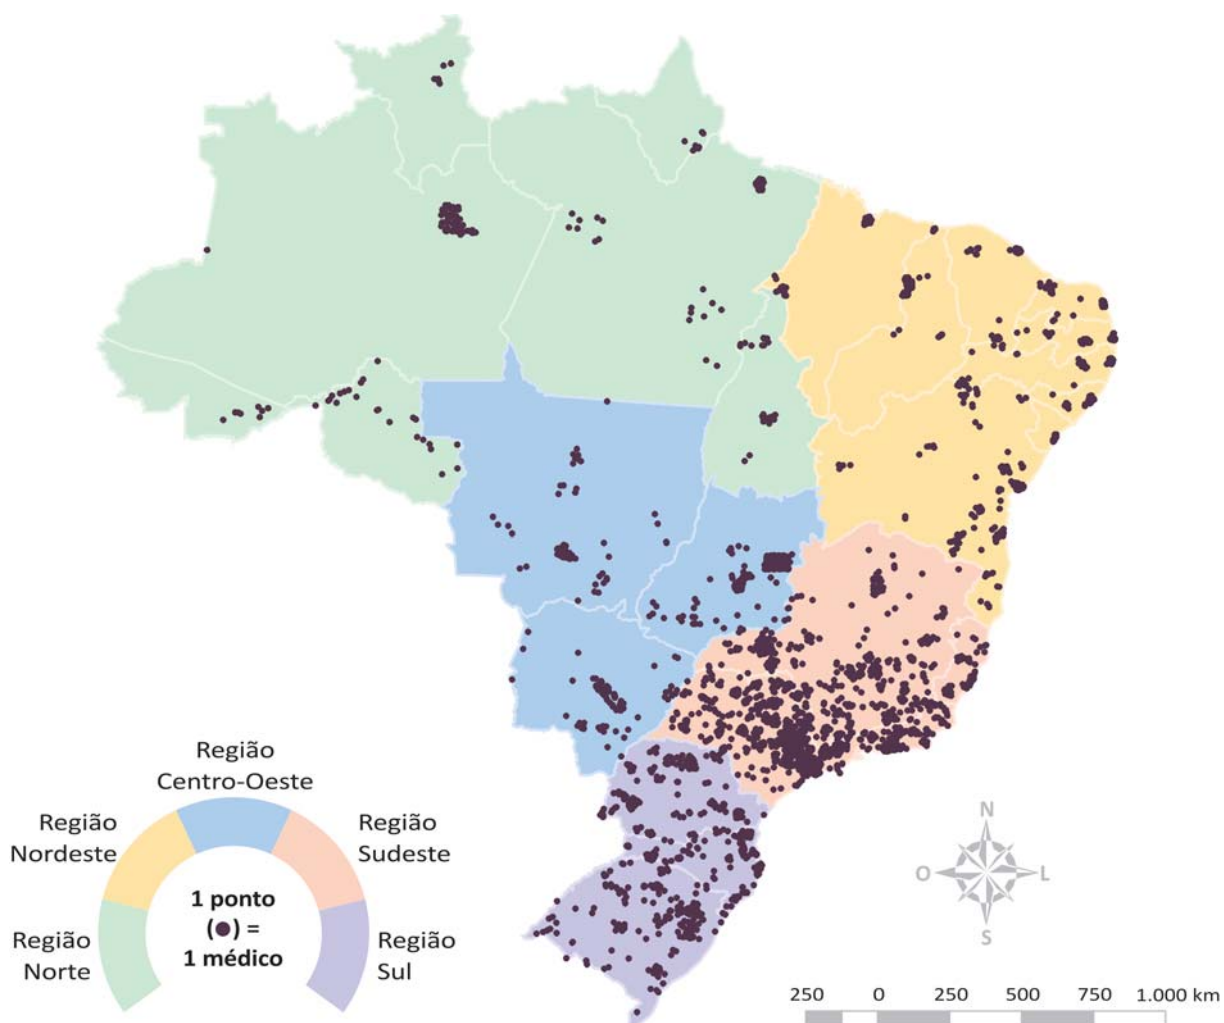 Região
Centro-Oeste
Região
Nordeste
Região
Sudeste
1 ponto
(●) =
1 médico
Região
Norte
Região
Sul
N
O
L
S
250 0 250 500 750 1.000 km